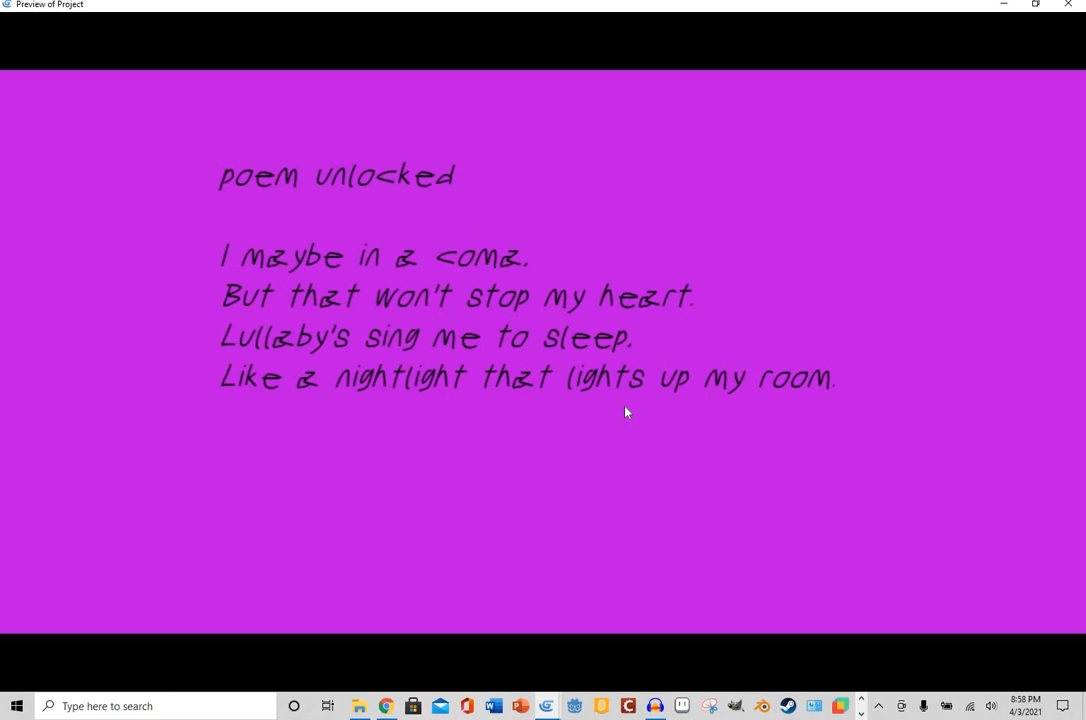 Preview of Project
poem unlocked
I maybe in a coma.
But that won't stop my heart.
Lullaby's sing me to sleep.
Like a nightlight that lights up my room.
Type here to search
8:58 PM
4/3/2021